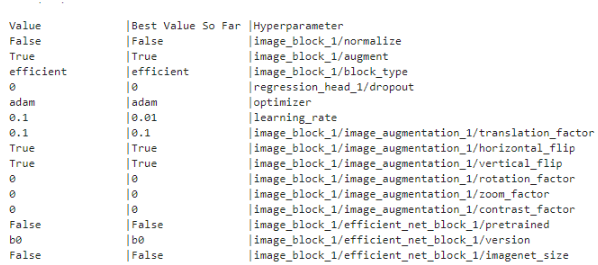 Value |Best Value So Far |Hyperparameter
False |False |image_block_1/normalize
True |True |image_block_1/augment
efficient |efficient |image_block_1/block_type
0 |0 |regression_head_1/dropout
adam |adam |optimizer
0.1 |0.01 |learning_rate
0.1 |0.1 |image_block_1/image_augmentation_1/translation_factor
True |True |image_block_1/image_augmentation_1/horizontal_flip
True |True |image_block_1/image_augmentation_1/vertical_flip
0 |0 |image_block_1/image_augmentation_1/rotation_factor
0 |0 |image_block_1/image_augmentation_1/zoom_factor
0 |0 |image_block_1/image_augmentation_1/contrast_factor
False |False |image_block_1/efficient_net_block_1/pretrained
b0 |b0 |image_block_1/efficient_net_block_1/version
False |False |image_block_1/efficient_net_block_1/imagenet_size